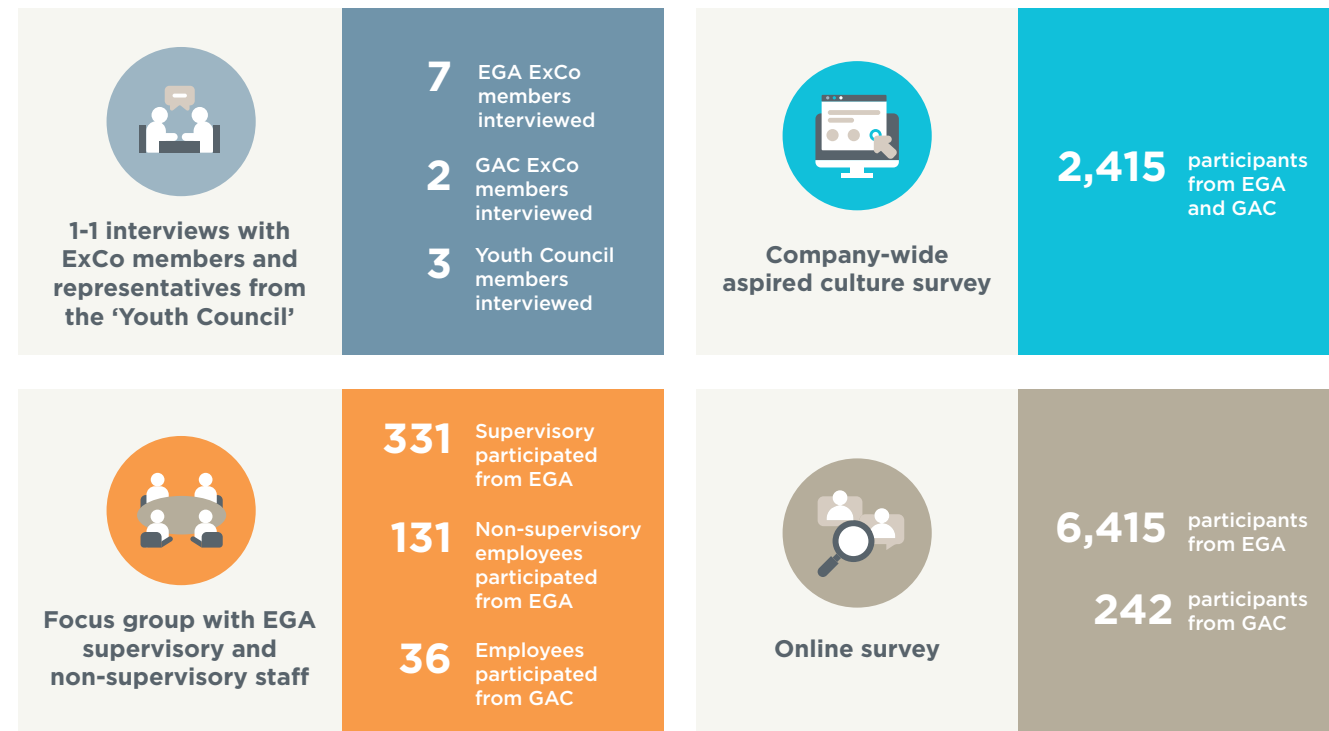 1-1 interviews with
ExCo members and
representatives from
the ‘Youth Council’
7
EGA ExCo
members
interviewed
2
GAC ExCo
members
interviewed
3
Youth Council
members
interviewed
Company-wide
aspired culture survey
2,415
participants
from EGA
and GAC
Focus group with EGA
supervisory and
non-supervisory staff
331
Supervisory
participated
from EGA
131
Non-supervisory
employees
participated
from EGA
36
Employees
participated
from GAC
Online survey
6,415
participants
from EGA
242
participants
from GAC